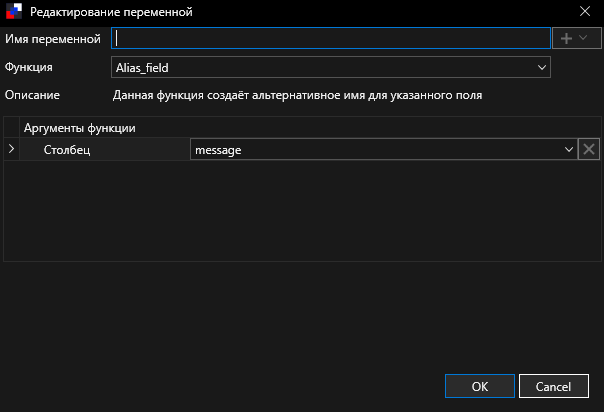 Редактирование переменной
Имя переменной
Функция Alias_field
Описание Данная функция создаёт альтернативное имя для указанного поля
Аргументы функции
Столбец message
OK Cancel